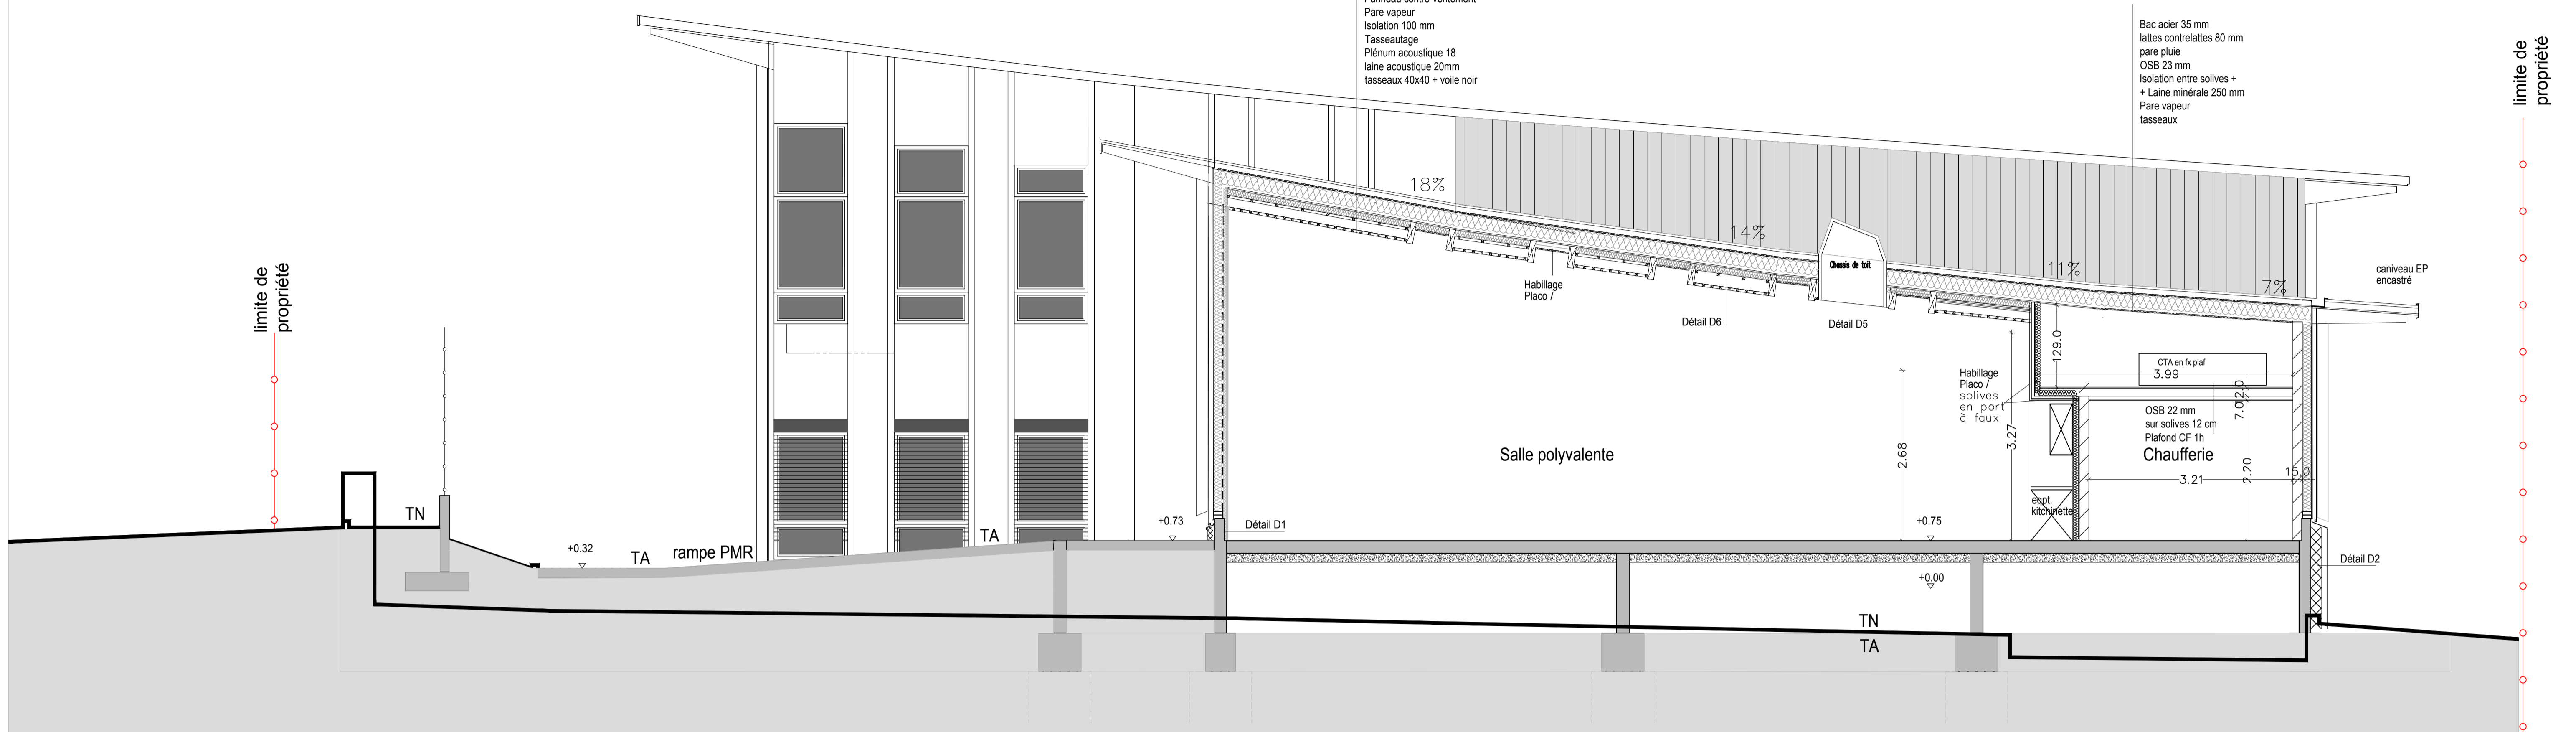 Pare vapeur
Isolation 100 mm
Tasseautage
Plénum acoustique 18
laine acoustique 20mm
tasseaux 40x40 + voile noir
Bac acier 35 mm
lattes contrelattes 80 mm
pare pluie
OSB 23 mm
Isolation entre solives +
+ Laine minérale 250 mm
Pare vapeur
tasseaux
limite de
propriété
limite de
propriété
18%
14%
11%
7%
Chassis de toit
caniveau EP
encastré
Habillage
Placo /
Détail D6
Détail D5
129.0
CTA en fx plaf
3.99
Habillage
Placo /
solives
en port
à faux
7.0
12.0
OSB 22 mm
sur solives 12 cm
Plafond CF 1h
Chaufferie
3.27
2.68
Salle polyvalente
3.21
2.20
15.0
eqpt.
kitchinette
TN
+0.32
TA
rampe PMR
TA
+0.73
Détail D1
+0.75
Détail D2
+0.00
TN
TA